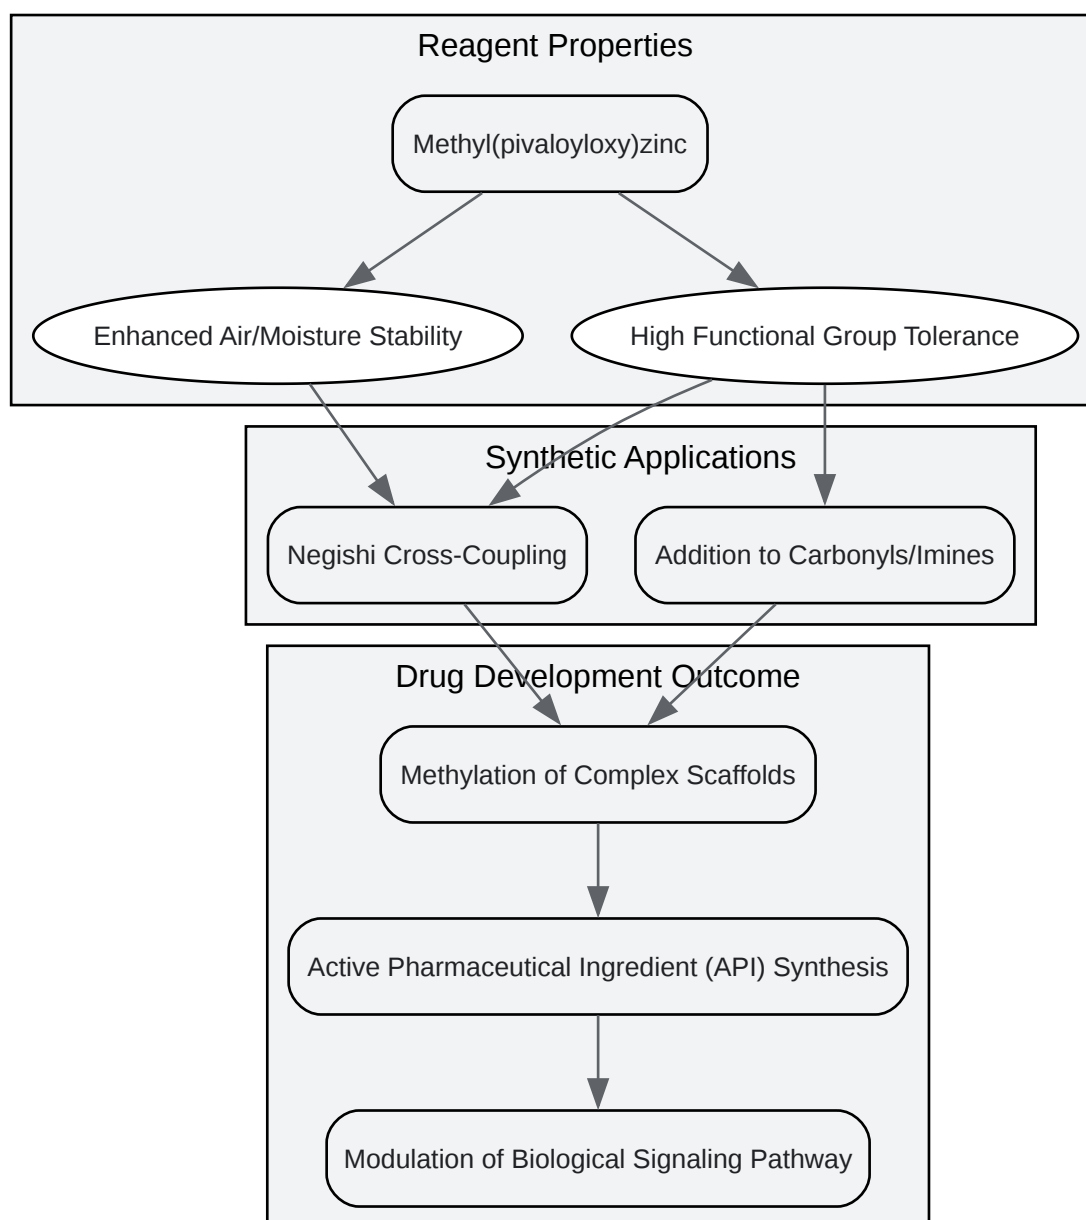 Reagent Properties
Methyl(pivaloyloxy)zinc
Enhanced Air/Moisture Stability
High Functional Group Tolerance
Synthetic Applications
Negishi Cross-Coupling
Addition to Carbonyls/Imines
Drug Development Outcome
Methylation of Complex Scaffolds
Active Pharmaceutical Ingredient (API) Synthesis
Modulation of Biological Signaling Pathway